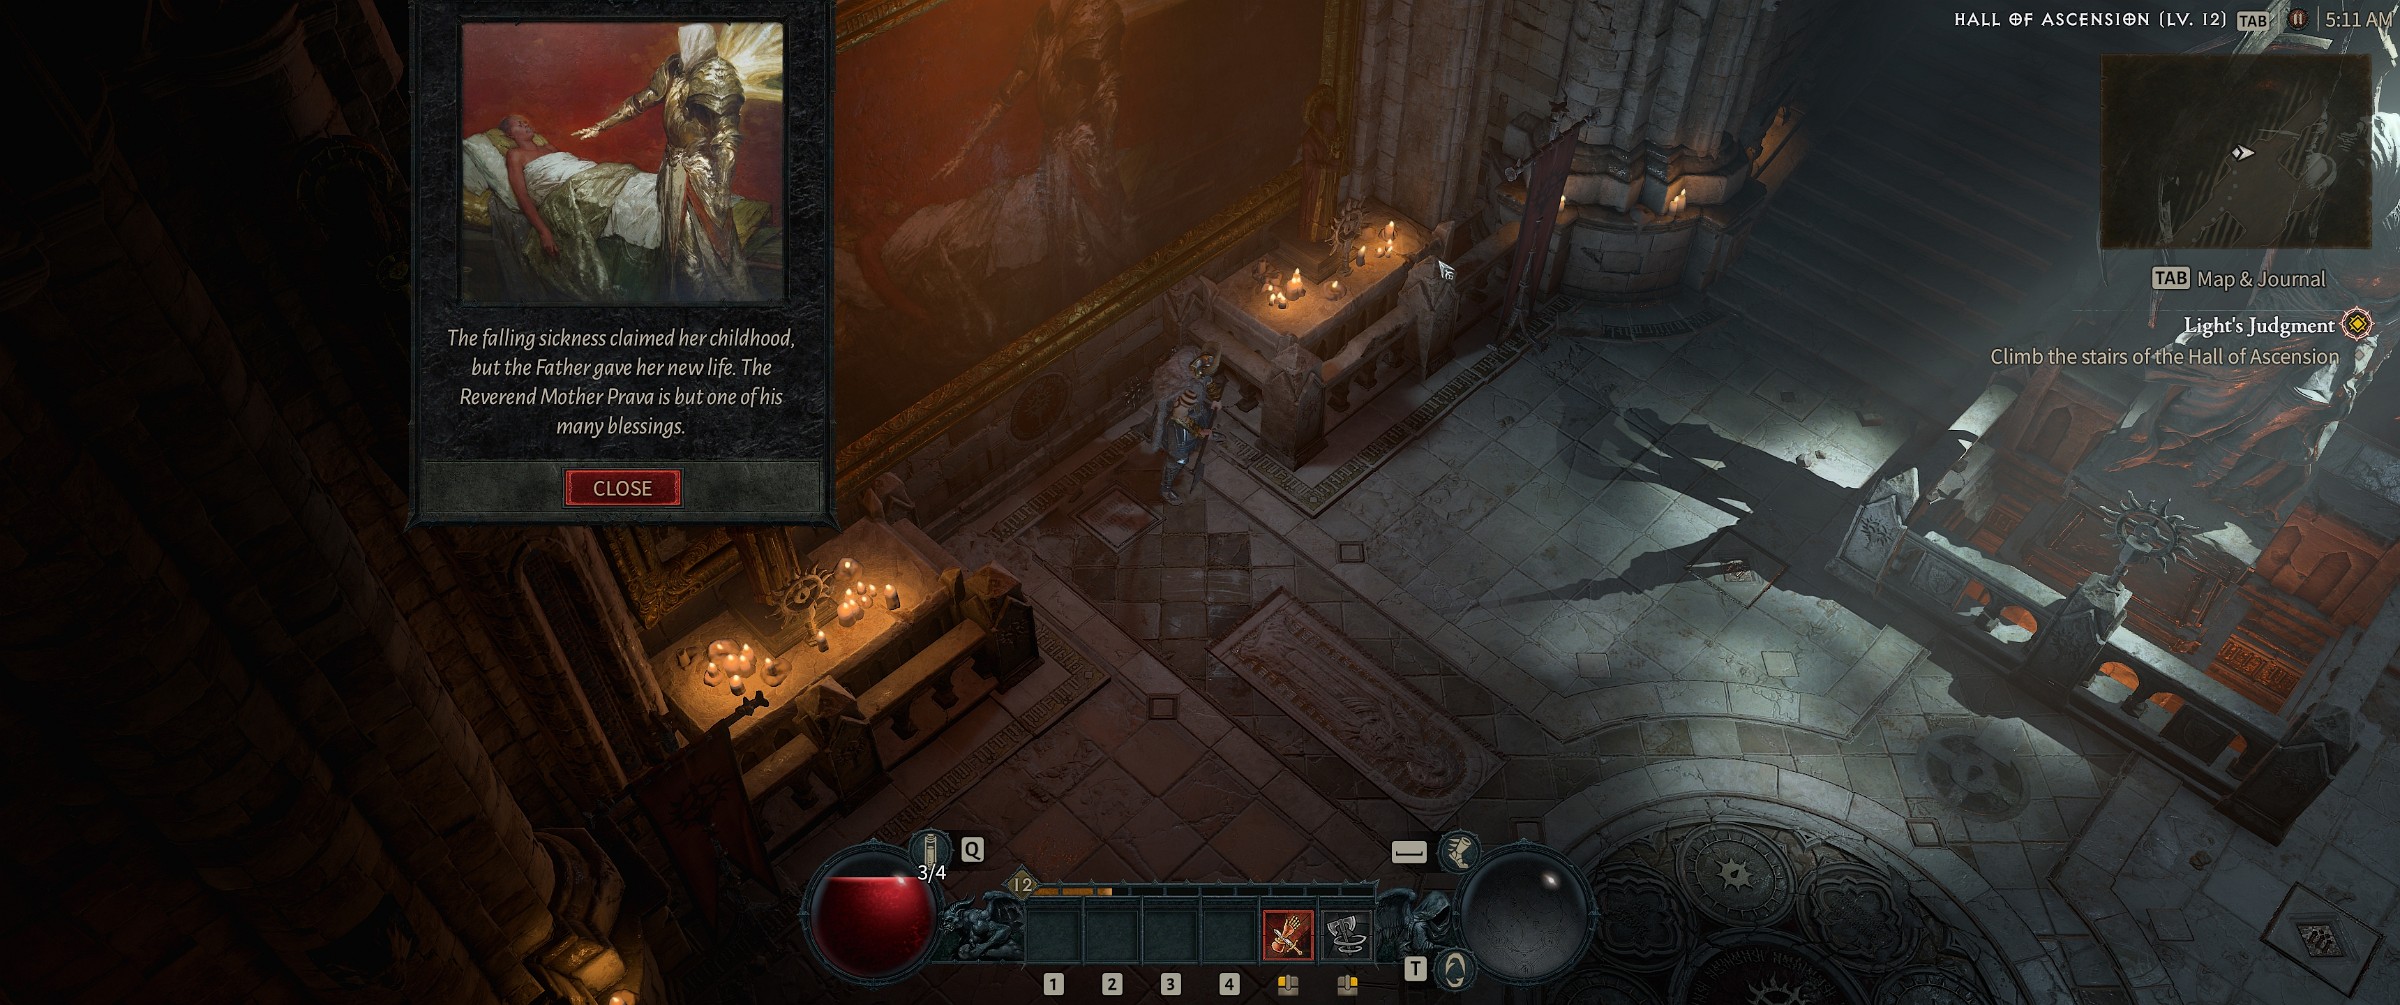 HALL OF ASCENSION (LV. 12) TAB 5:11 AM
The falling sickness claimed her childhood,
but the Father gave her new life. The
Reverend Mother Prava is but one of his
many blessings.
CLOSE
TAB Map & Journal
Light's Judgment
Climb the stairs of the Hall of Ascension
Q
3/4
12
T
1 2 3 4